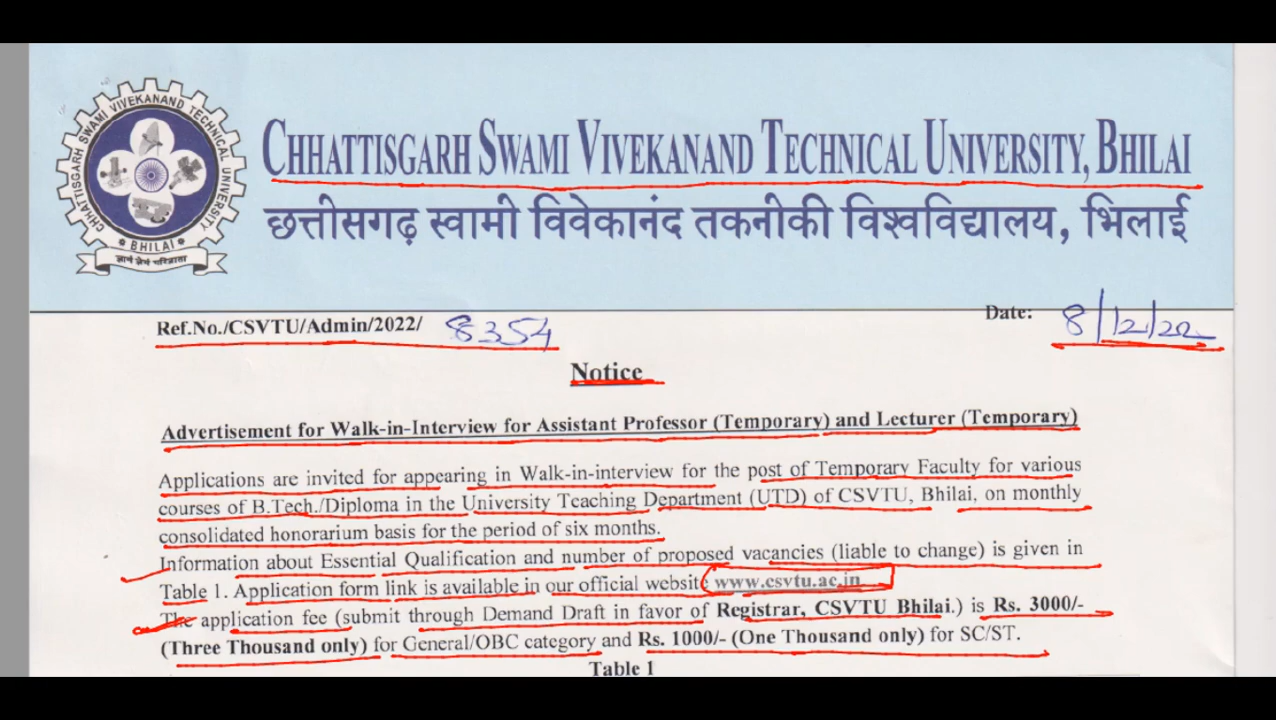 CHHATTISGARH SWAMI VIVEKANAND TECHNICAL UNIVERSITY
BHILAI
ज्ञानं ज्ञेयं परिज्ञाता
CHHATTISGARH SWAMI VIVEKANAND TECHNICAL UNIVERSITY, BHILAI
छत्तीसगढ़ स्वामी विवेकानंद तकनीकी विश्वविद्यालय, भिलाई
Ref.No./CSVTU/Admin/2022/ 8354
Date: 8/12/22
Notice
Advertisement for Walk-in-Interview for Assistant Professor (Temporary) and Lecturer (Temporary)
Applications are invited for appearing in Walk-in-interview for the post of Temporary Faculty for various
courses of B.Tech./Diploma in the University Teaching Department (UTD) of CSVTU, Bhilai, on monthly
consolidated honorarium basis for the period of six months.
Information about Essential Qualification and number of proposed vacancies (liable to change) is given in
Table 1. Application form link is available in our official website www.csvtu.ac.in
The application fee (submit through Demand Draft in favor of Registrar, CSVTU Bhilai.) is Rs. 3000/-
(Three Thousand only) for General/OBC category and Rs. 1000/- (One Thousand only) for SC/ST.
Table 1